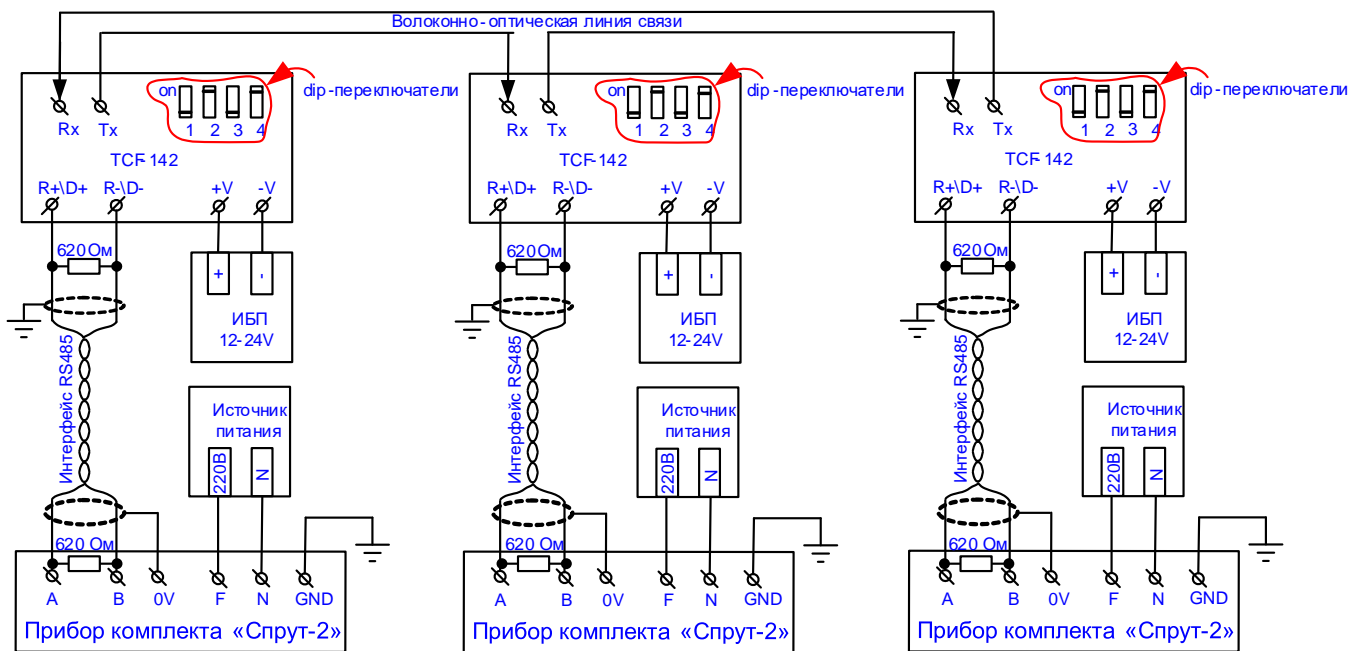 Волоконно-оптическая линия связи
on
dip-переключатели
1 2 3 4
Rx Tx
TCF-142
R+\D+ R-\D- +V -V
620 Ом
+ -
ИБП
12-24V
Интерфейс RS485
Источник
питания
220В N
620 Ом
A B 0V F N GND
Прибор комплекта «Спрут-2»
on
dip-переключатели
1 2 3 4
Rx Tx
TCF-142
R+\D+ R-\D- +V -V
620 Ом
+ -
ИБП
12-24V
Интерфейс RS485
Источник
питания
220В N
620 Ом
A B 0V F N GND
Прибор комплекта «Спрут-2»
on
dip-переключатели
1 2 3 4
Rx Tx
TCF-142
R+\D+ R-\D- +V -V
620 Ом
+ -
ИБП
12-24V
Интерфейс RS485
Источник
питания
220В N
620 Ом
A B 0V F N GND
Прибор комплекта «Спрут-2»